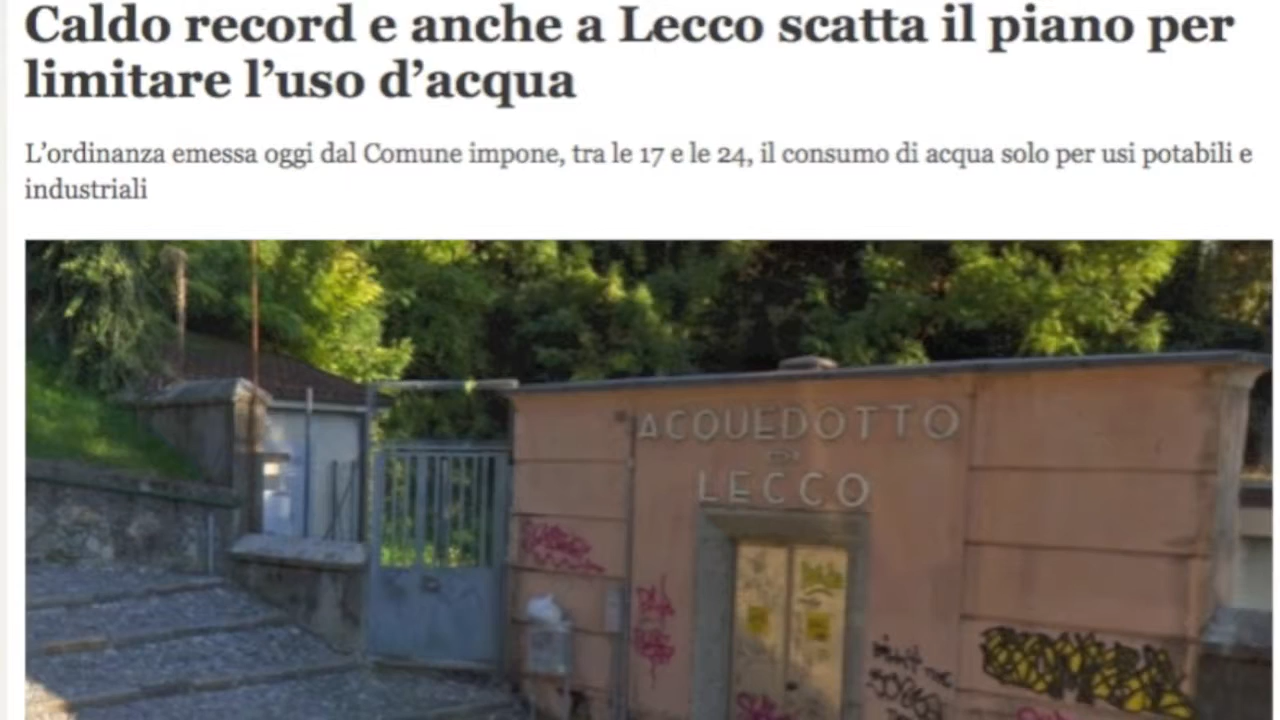 Caldo record e anche a Lecco scatta il piano per
limitare l’uso d’acqua
L’ordinanza emessa oggi dal Comune impone, tra le 17 e le 24, il consumo di acqua solo per usi potabili e
industriali
ACQUEDOTTO
DI
LECCO